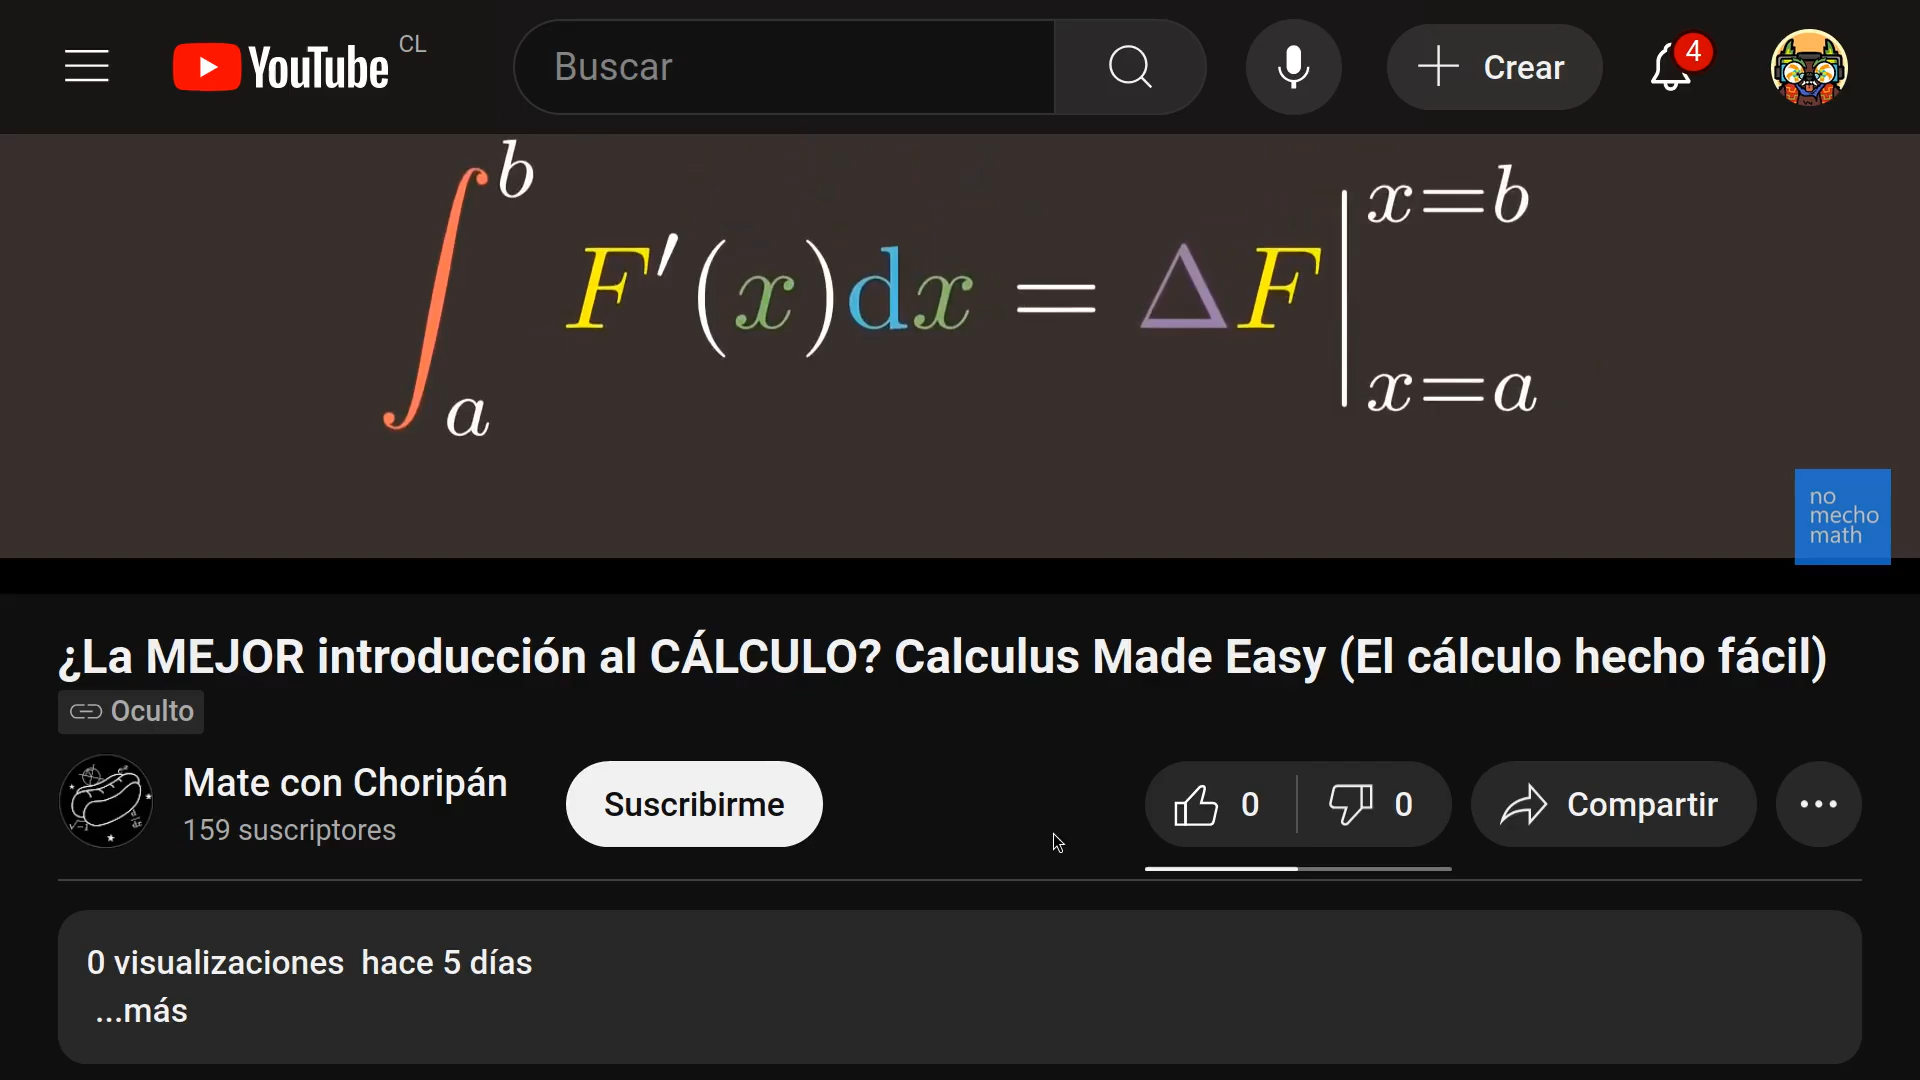 YouTube CL
Buscar
Crear
4
∫ₐᵇ F′(x)dx = ΔF |ₓ₌ₐˣ⁼ᵇ
no
mecho
math
¿La MEJOR introducción al CÁLCULO? Calculus Made Easy (El cálculo hecho fácil)
Oculto
Mate con Choripán
159 suscriptores
Suscribirme
0
0
Compartir
0 visualizaciones hace 5 días
...más